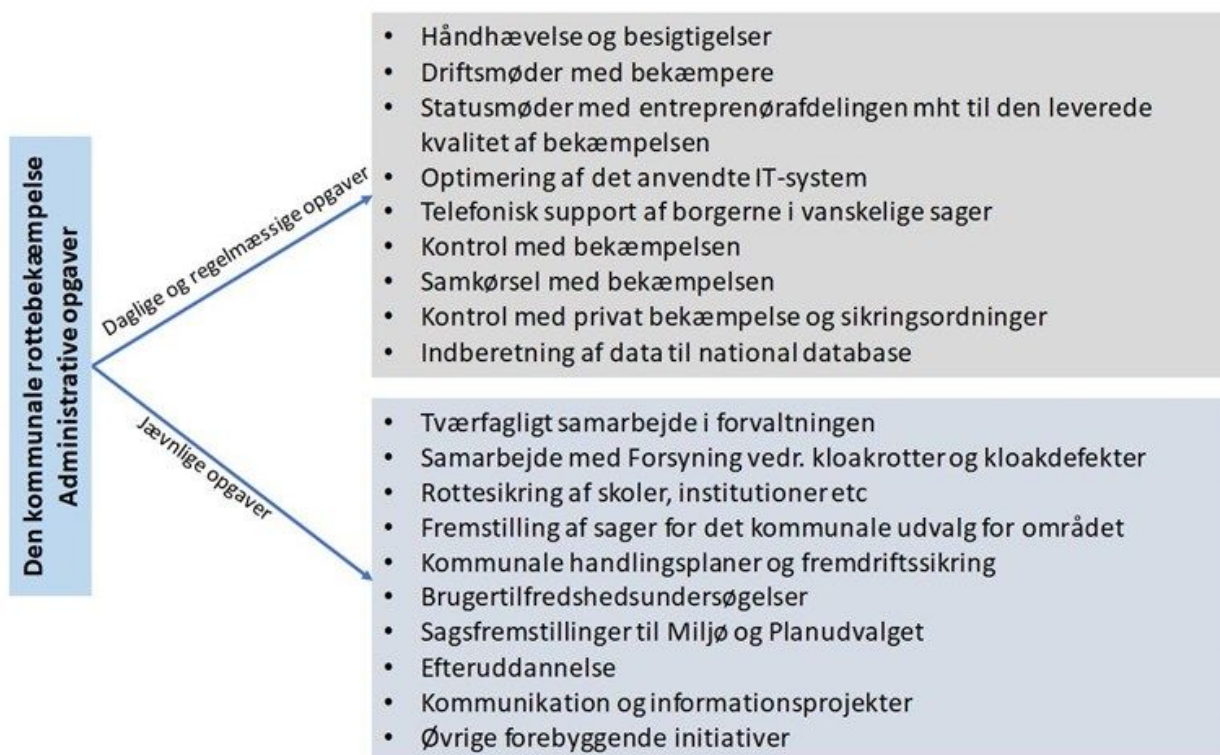 Den kommunale rottebekæmpelse
Administrative opgaver
Daglige og regelmæssige opgaver
• Håndhævelse og besigtigelser
• Driftsmøder med bekæmpere
• Statusmøder med entreprenørafdelingen mht til den leverede
kvalitet af bekæmpelsen
• Optimering af det anvendte IT-system
• Telefonisk support af borgerne i vanskelige sager
• Kontrol med bekæmpelsen
• Samkørsel med bekæmpelsen
• Kontrol med privat bekæmpelse og sikringsordninger
• Indberetning af data til national database
Jævnlige opgaver
• Tværfagligt samarbejde i forvaltningen
• Samarbejde med Forsyning vedr. kloakrotter og kloakdefekter
• Rottesikring af skoler, institutioner etc
• Fremstilling af sager for det kommunale udvalg for området
• Kommunale handlingsplaner og fremdriftssikring
• Brugertilfredshedsundersøgelser
• Sagsfremstillinger til Miljø og Planudvalget
• Efteruddannelse
• Kommunikation og informationsprojekter
• Øvrige forebyggende initiativer